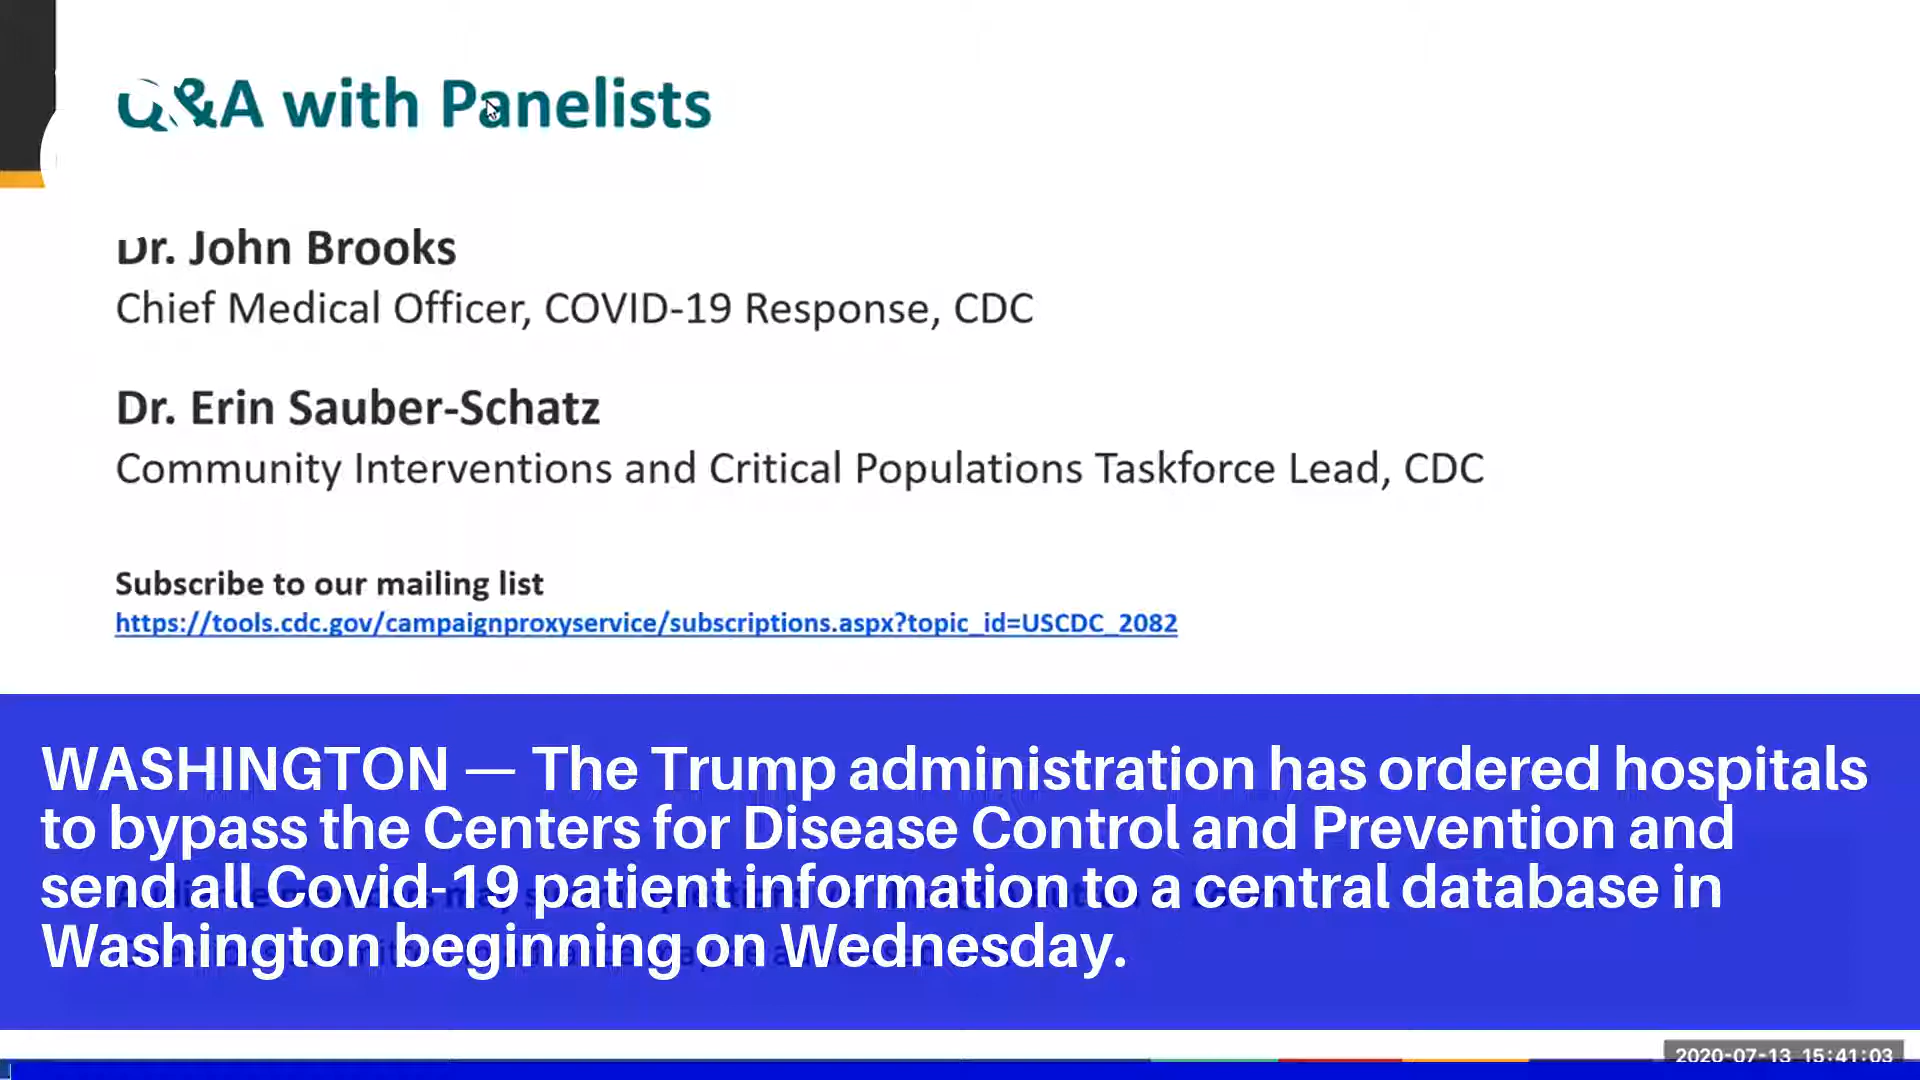 Q&A with Panelists
Dr. John Brooks
Chief Medical Officer, COVID-19 Response, CDC
Dr. Erin Sauber-Schatz
Community Interventions and Critical Populations Taskforce Lead, CDC
Subscribe to our mailing list
https://tools.cdc.gov/campaignproxyservice/subscriptions.aspx?topic_id=USCDC_2082
WASHINGTON — The Trump administration has ordered hospitals
to bypass the Centers for Disease Control and Prevention and
send all Covid-19 patient information to a central database in
Washington beginning on Wednesday.
2020-07-13 15:41:03